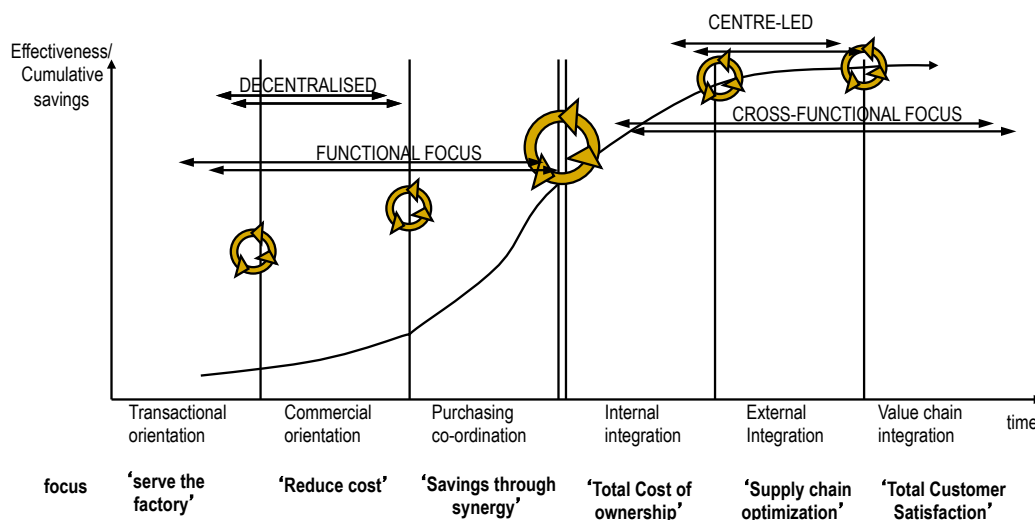 CENTRE-LED
Effectiveness/
Cumulative
savings
DECENTRALISED
CROSS-FUNCTIONAL FOCUS
FUNCTIONAL FOCUS
Transactional
orientation
Commercial
orientation
Purchasing
co-ordination
Internal
integration
External
Integration
Value chain
integration
time
focus
‘serve the
factory’
‘Reduce cost’
‘Savings through
synergy’
‘Total Cost of
ownership’
‘Supply chain
optimization’
‘Total Customer
Satisfaction’